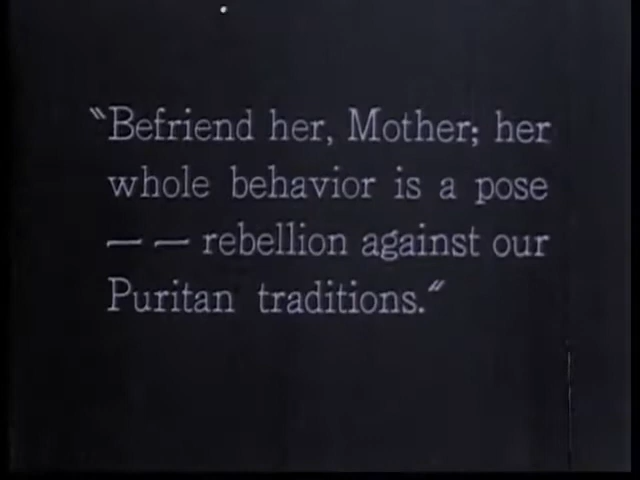 "Befriend her, Mother; her
whole behavior is a pose
— — rebellion against our
Puritan traditions."